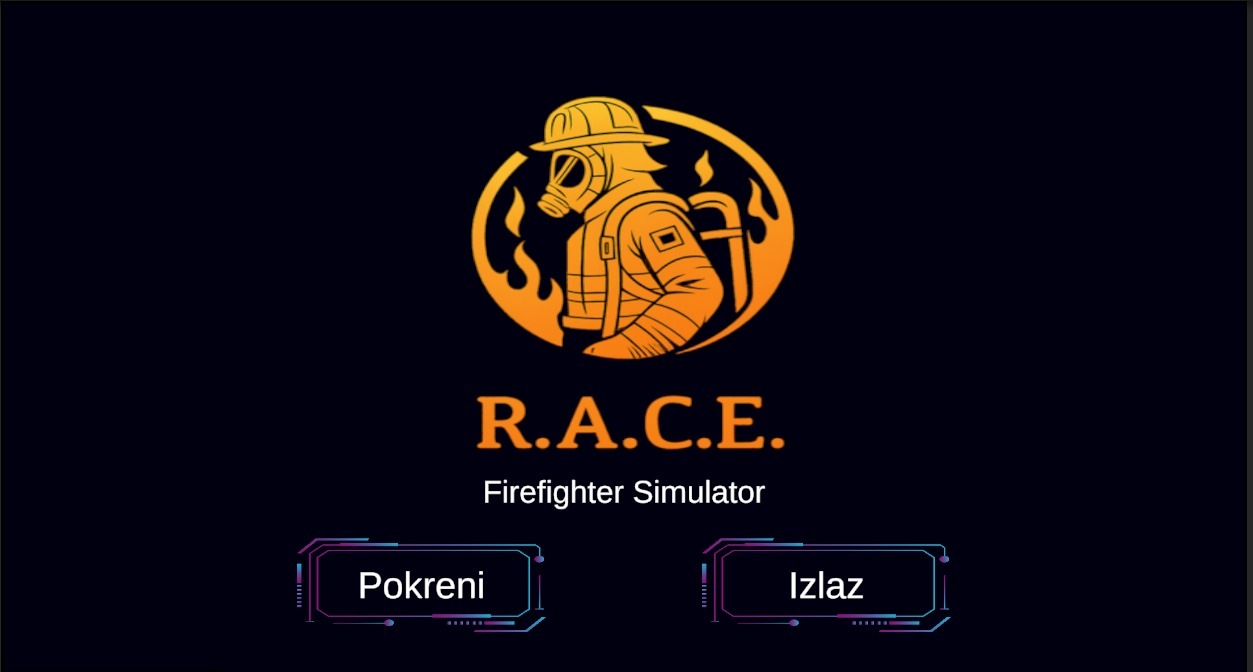 R.A.C.E.
Firefighter Simulator
Pokreni
Izlaz